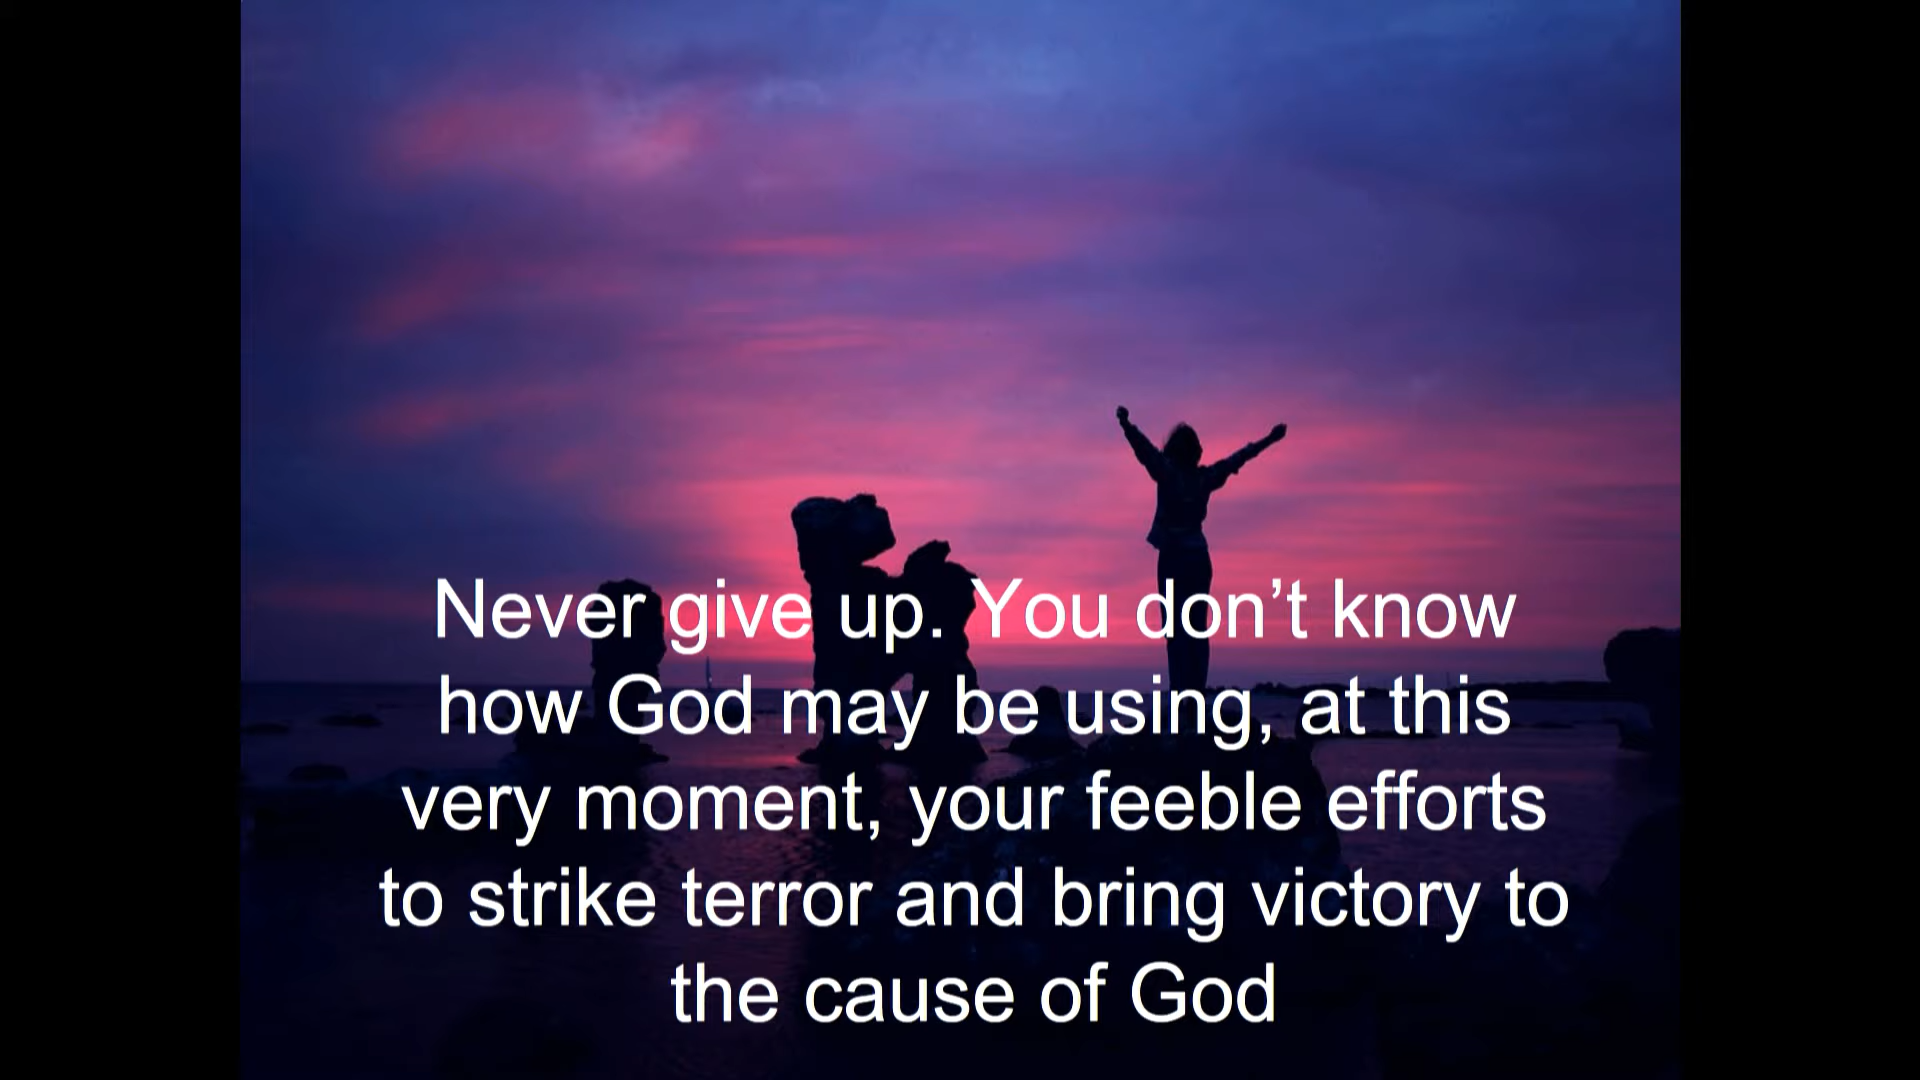 Never give up. You don’t know
how God may be using, at this
very moment, your feeble efforts
to strike terror and bring victory to
the cause of God